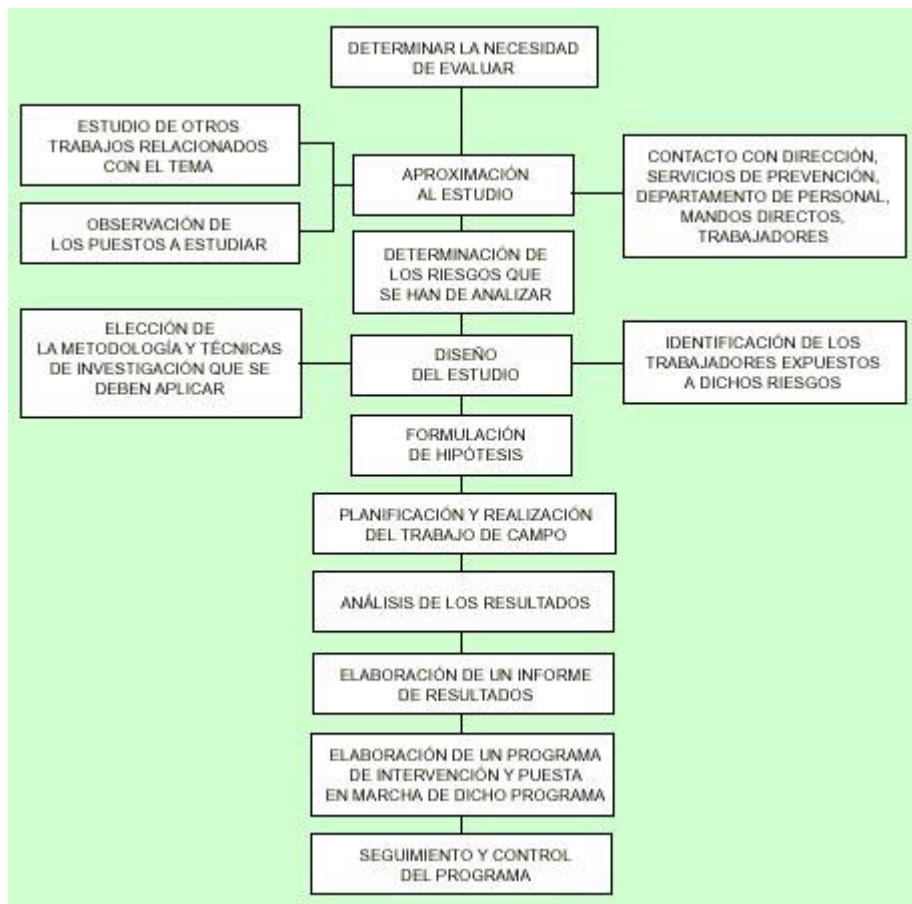 DETERMINAR LA NECESIDAD
DE EVALUAR
ESTUDIO DE OTROS
TRABAJOS RELACIONADOS
CON EL TEMA
OBSERVACIÓN DE
LOS PUESTOS A ESTUDIAR
APROXIMACIÓN
AL ESTUDIO
CONTACTO CON DIRECCIÓN,
SERVICIOS DE PREVENCIÓN,
DEPARTAMENTO DE PERSONAL,
MANDOS DIRECTOS,
TRABAJADORES
DETERMINACIÓN DE
LOS RIESGOS QUE
SE HAN DE ANALIZAR
ELECCIÓN DE
LA METODOLOGÍA Y TÉCNICAS
DE INVESTIGACIÓN QUE SE
DEBEN APLICAR
DISEÑO
DEL ESTUDIO
IDENTIFICACIÓN DE LOS
TRABAJADORES EXPUESTOS
A DICHOS RIESGOS
FORMULACIÓN
DE HIPÓTESIS
PLANIFICACIÓN Y REALIZACIÓN
DEL TRABAJO DE CAMPO
ANÁLISIS DE LOS RESULTADOS
ELABORACIÓN DE UN INFORME
DE RESULTADOS
ELABORACIÓN DE UN PROGRAMA
DE INTERVENCIÓN Y PUESTA
EN MARCHA DE DICHO PROGRAMA
SEGUIMIENTO Y CONTROL
DEL PROGRAMA